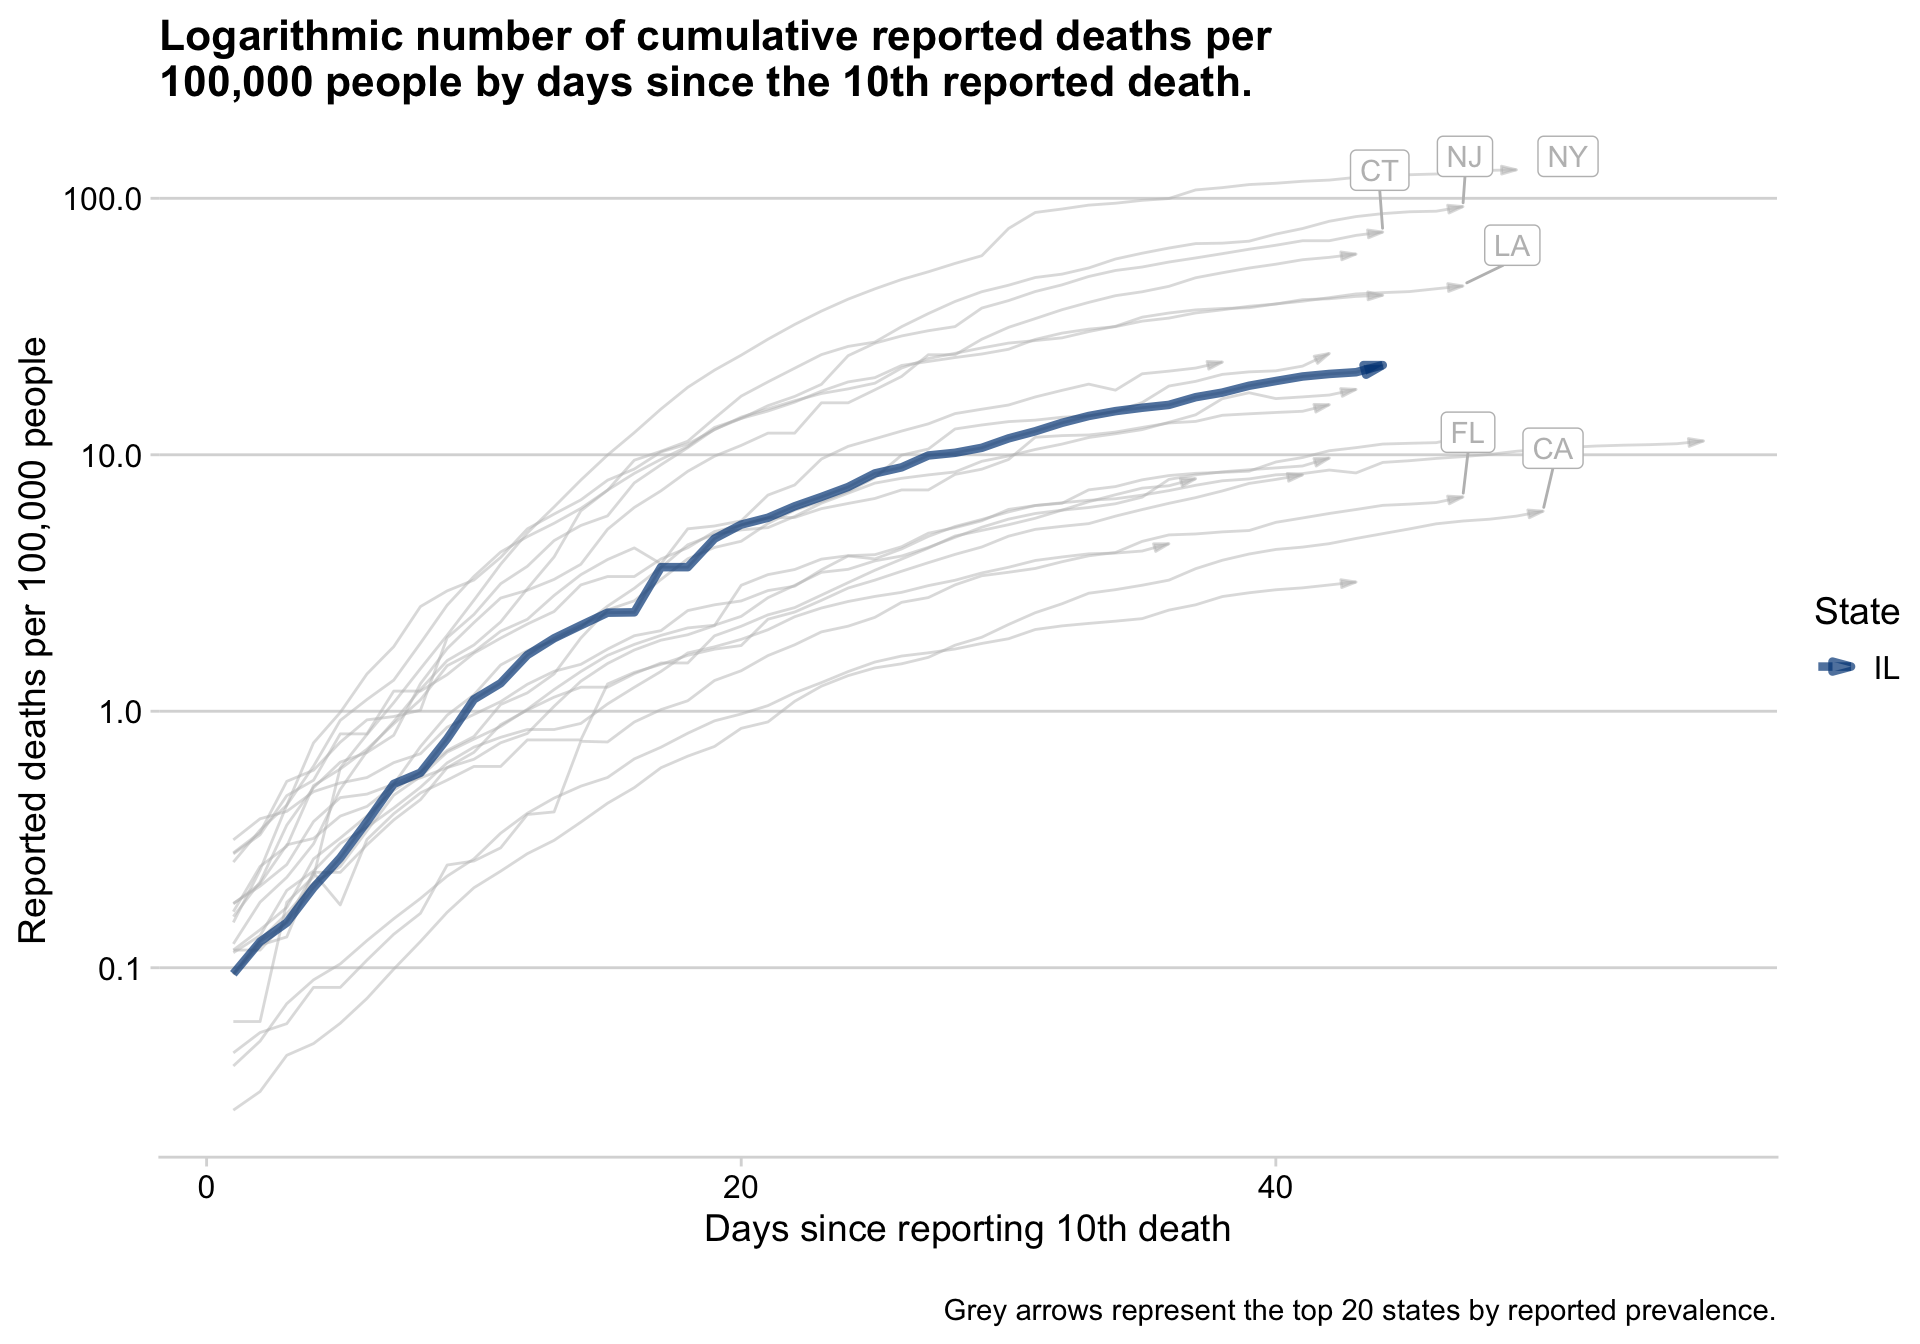 Logarithmic number of cumulative reported deaths per
100,000 people by days since the 10th reported death.
CT
NJ
NY
LA
FL
CA
100.0
10.0
1.0
0.1
Reported deaths per 100,000 people
0
20
40
Days since reporting 10th death
State
IL
Grey arrows represent the top 20 states by reported prevalence.